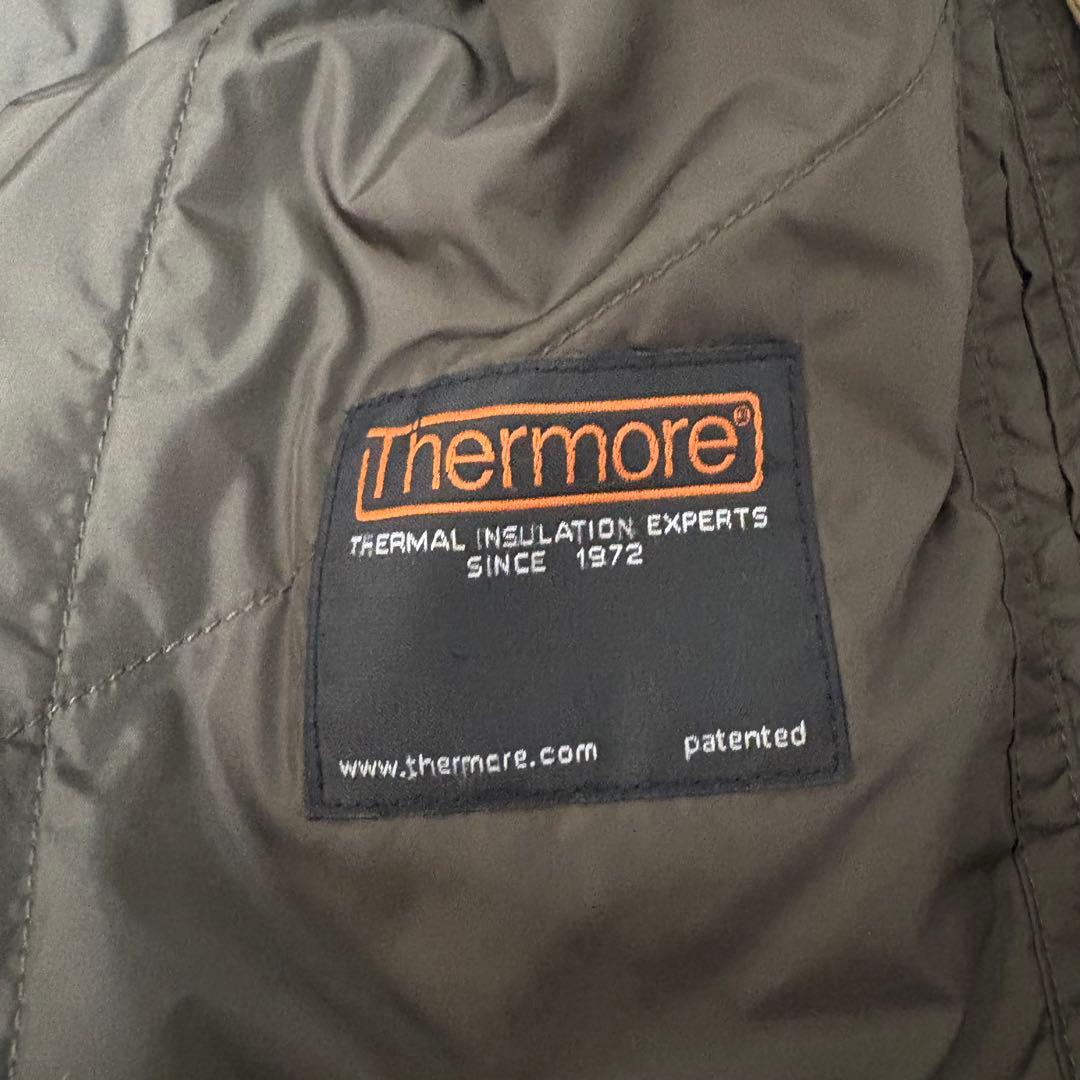 Thermore®
THERMAL INSULATION EXPERTS
SINCE 1972
www.thermore.com
patented